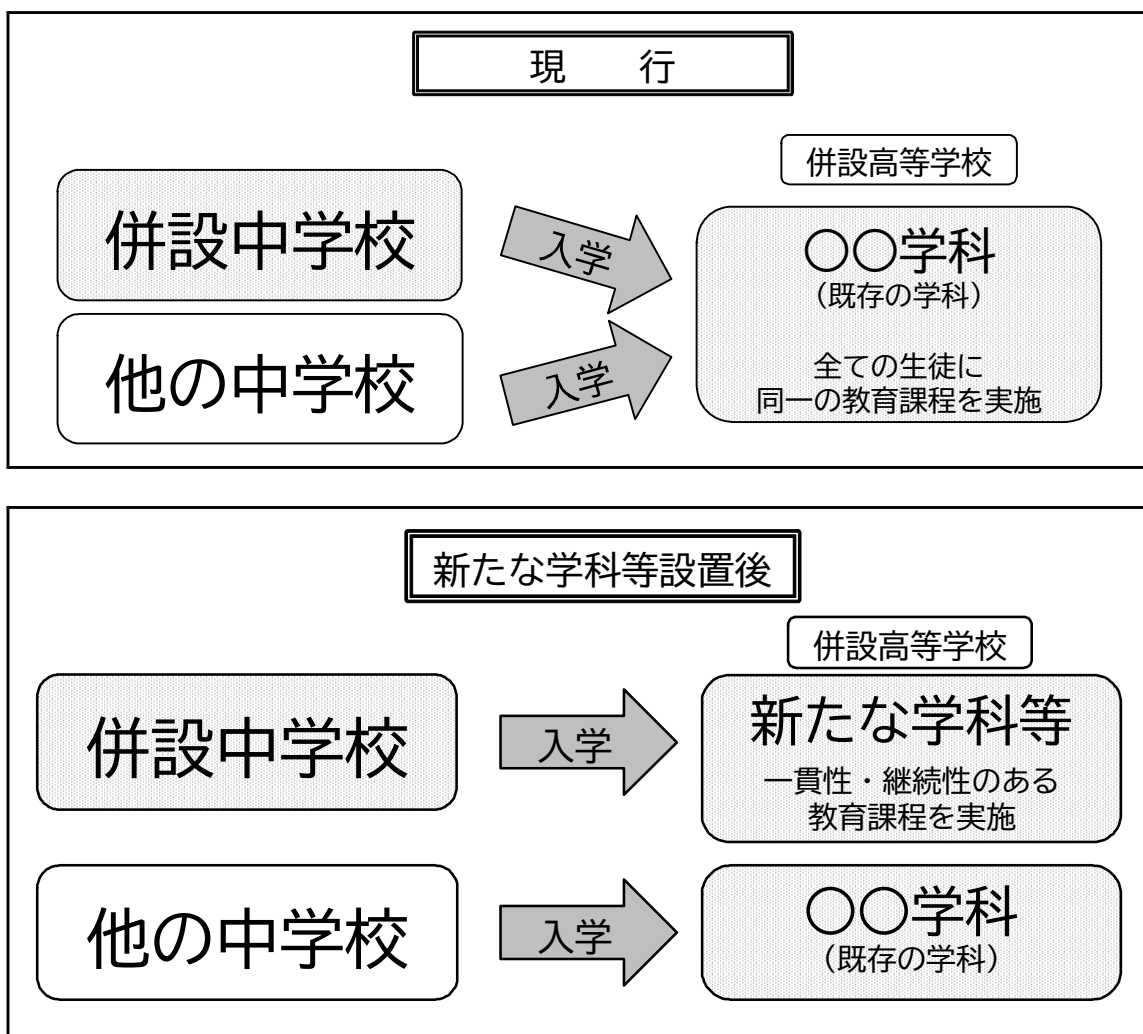 現　　行
併設高等学校
併設中学校
入学
〇〇学科
（既存の学科）
他の中学校
入学
全ての生徒に
同一の教育課程を実施
新たな学科等設置後
併設高等学校
併設中学校
入学
新たな学科等
一貫性・継続性のある
教育課程を実施
他の中学校
入学
〇〇学科
（既存の学科）